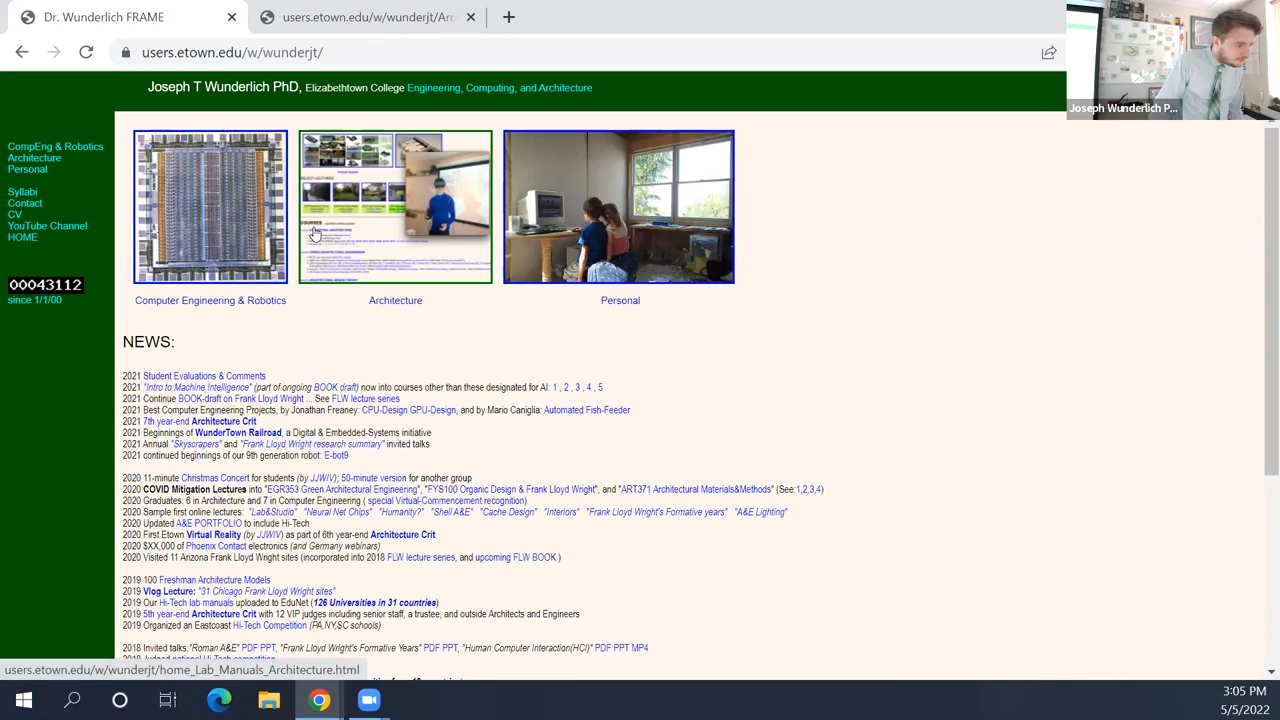 Dr. Wunderlich FRAME
users.etown.edu/w/wunderjt/Arc
users.etown.edu/w/wunderjt/
Joseph T Wunderlich PhD, Elizabethtown College Engineering, Computing, and Architecture
Joseph Wunderlich P...
CompEng & Robotics
Architecture
Personal
Syllabi
Contact
CV
YouTube Channel
HOME
00043112
since 1/1/00
Computer Engineering & Robotics
Architecture
Personal
NEWS:
2021 Student Evaluations & Comments
2021 "Intro to Machine Intelligence" (part of ongoing BOOK draft) now into courses other than these designated for AI: 1 , 2 , 3 , 4 , 5
2021 Continue BOOK-draft on Frank Lloyd Wright ... See FLW lecture series
2021 Best Computer Engineering Projects, by Jonathan Freaney: CPU-Design GPU-Design, and by Mario Caniglia: Automated Fish-Feeder
2021 7th year-end Architecture Crit
2021 Beginnings of WunderTown Railroad, a Digital & Embedded-Systems initiative
2021 Annual "Skyscrapers" and "Frank Lloyd Wright research summary" invited talks
2021 continued beginnings of our 9th generation robot: E-bot9
2020 11-minute Christmas Concert for students (by JJWIV); 50-minute version for another group
2020 COVID Mitigation Lectures into "EGR353 Green Architectural Engineering", "FYS100 Organic Design & Frank Lloyd Wright", and "ART371 Architectural Materials&Methods" (See:1,2,3,4)
2020 Graduates: 6 in Architecture and 7 in Computer Engineering ( special Virtual-Commencement recognition)
2020 Sample first online lectures: "Lab&Studio" "Neural Net Chips" "Humanity?" "Shell A&E" "Cache Design" "Interiors" "Frank Lloyd Wright's Formative years" "A&E Lighting"
2020 Updated A&E PORTFOLIO to include Hi-Tech
2020 First Etown Virtual Reality (by JJWIV) as part of 6th year-end Architecture Crit
2020 $XX,000 of Phoenix Contact electronics (and Germany webinars)
2020 Visited 11 Arizona Frank Lloyd Wright sites (incorporated into 2018 FLW lecture series, and upcoming FLW BOOK )
2019 100 Freshman Architecture Models
2019 Vlog Lecture: "31 Chicago Frank Lloyd Wright sites"
2019 Our Hi-Tech lab manuals uploaded to EduNet (126 Universities in 31 countries)
2019 5th year-end Architecture Crit with 12 VIP judges including senior staff, a trustee, and outside Architects and Engineers
2019 Organized an Eastcoast Hi-Tech Competition (PA,NY,SC schools)
2018 Invited talks:"Roman A&E" PDF PPT, "Frank Lloyd Wright's Formative Years" PDF PPT, "Human Computer Interaction(HCI)" PDF PPT MP4
2018 Judged national Hi-Tech competition
users.etown.edu/w/wunderjt/home_Lab_Manuals_Architecture.html
3:05 PM
5/5/2022